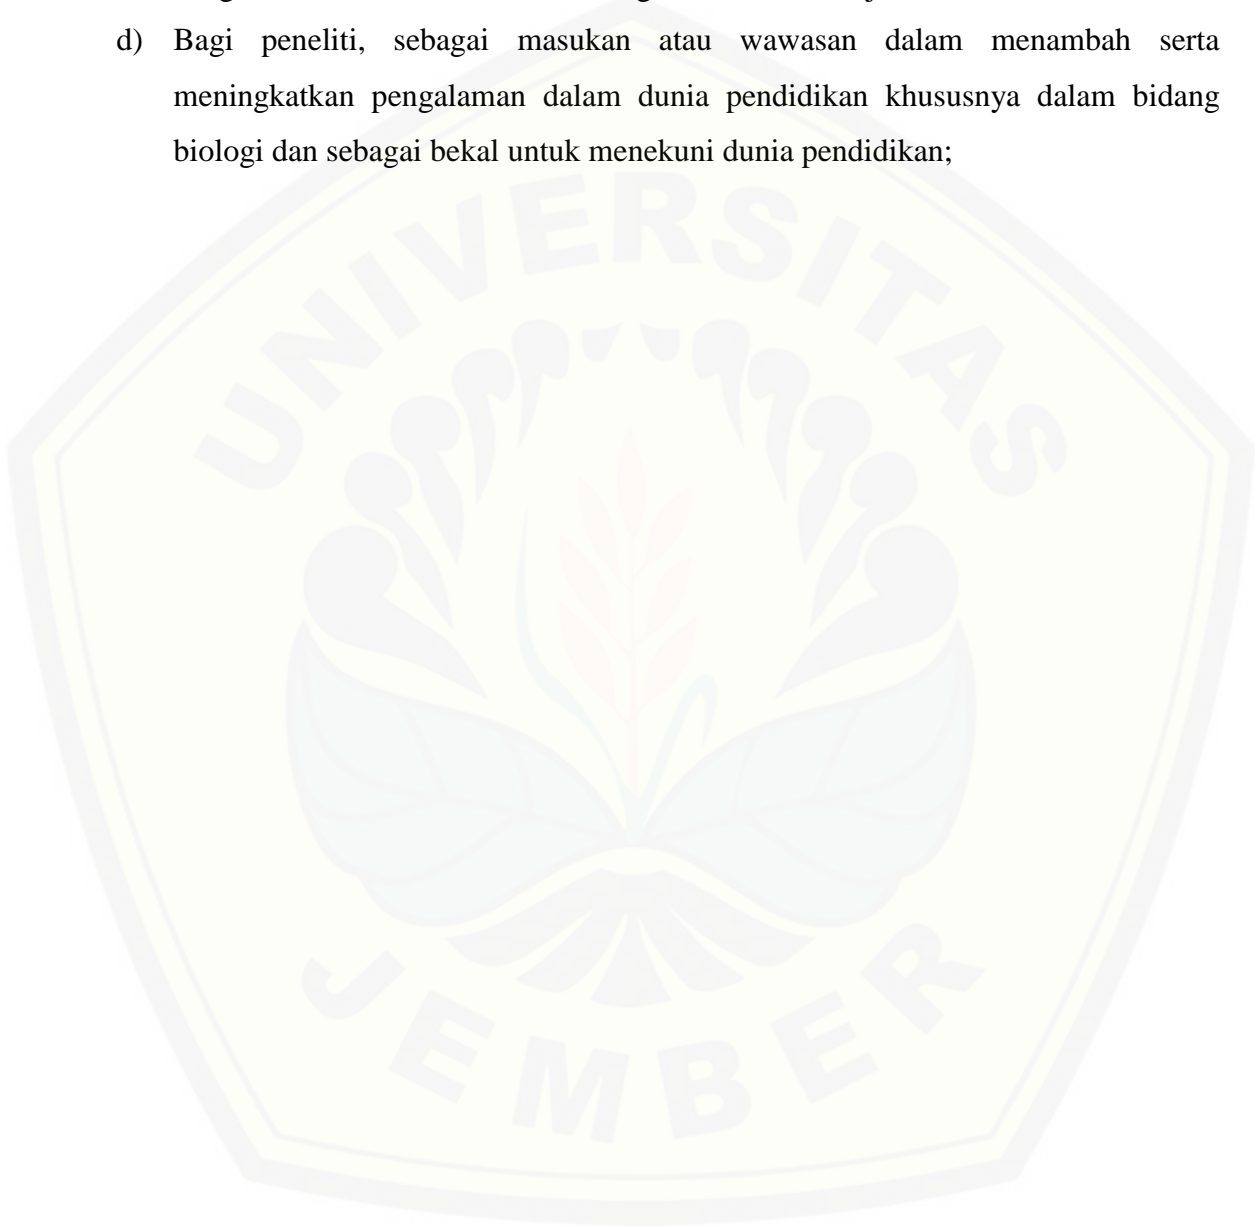 d) Bagi peneliti, sebagai masukan atau wawasan dalam menambah serta
meningkatkan pengalaman dalam dunia pendidikan khususnya dalam bidang
biologi dan sebagai bekal untuk menekuni dunia pendidikan;
UNIVERSITAS
JEMBER